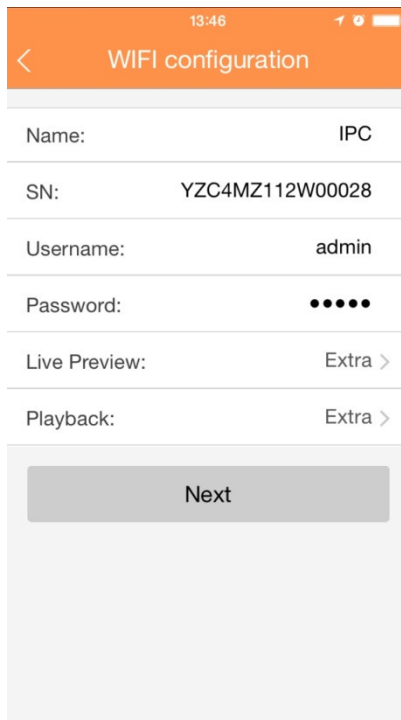 13:46
WIFI configuration
Name: IPC
SN: YZC4MZ112W00028
Username: admin
Password: •••••
Live Preview: Extra
Playback: Extra
Next